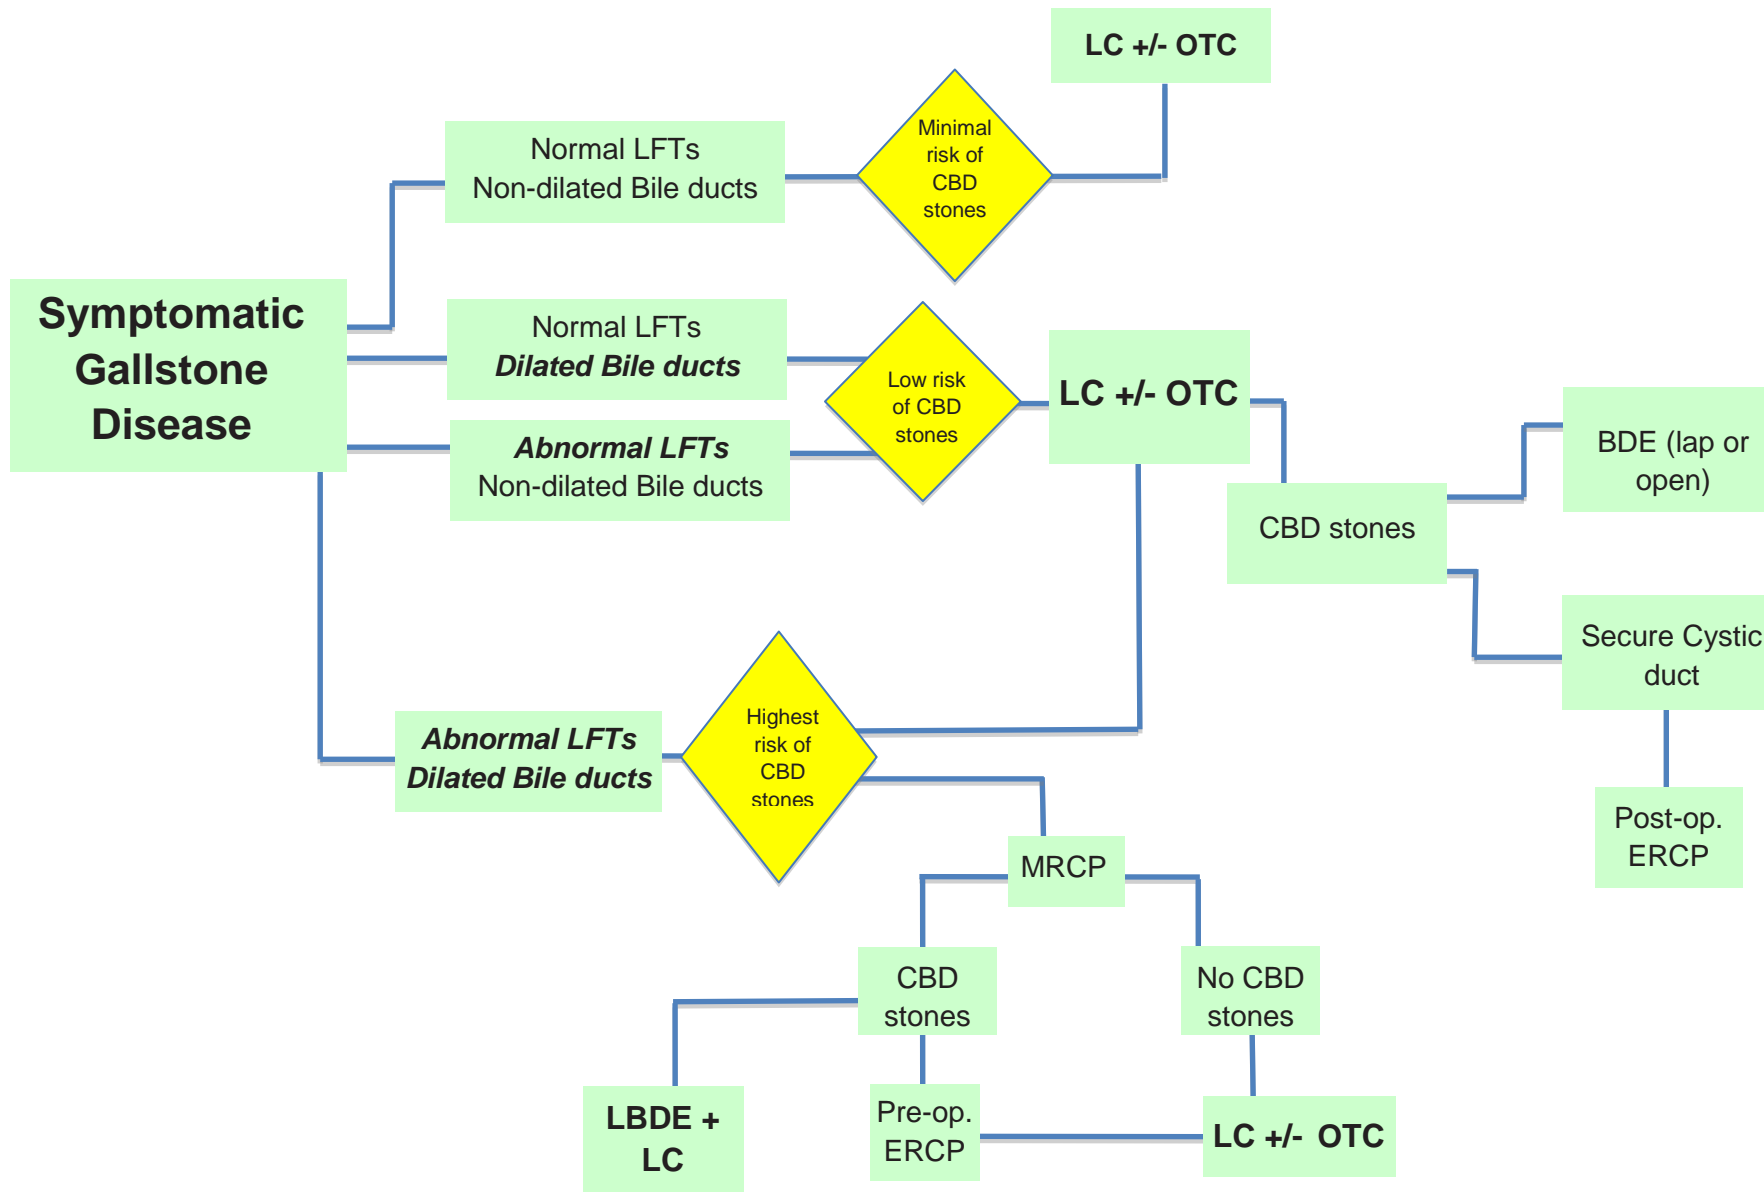 LC +/- OTC
Minimal
risk of
CBD
stones
Normal LFTs
Non-dilated Bile ducts
Symptomatic
Gallstone
Disease
Normal LFTs
Dilated Bile ducts
Low risk
of CBD
stones
LC +/- OTC
Abnormal LFTs
Non-dilated Bile ducts
BDE (lap or
open)
CBD stones
Secure Cystic
duct
Post-op.
ERCP
Abnormal LFTs
Dilated Bile ducts
Highest
risk of
CBD
stones
MRCP
CBD
stones
No CBD
stones
LBDE +
LC
Pre-op.
ERCP
LC +/- OTC